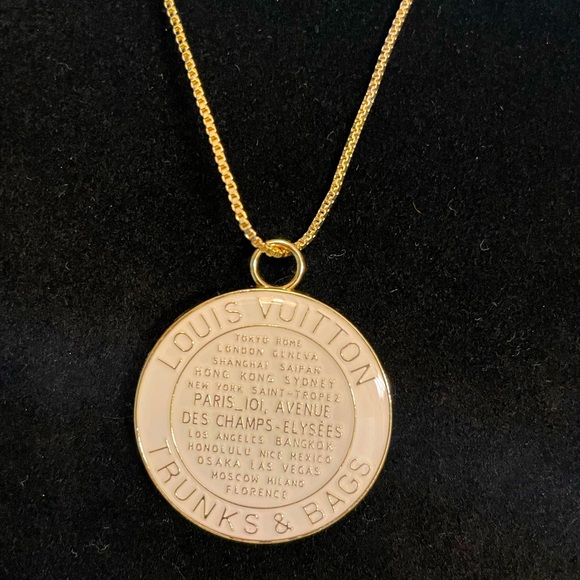 LOUIS VUITTON
TOKYO ROME
LONDON GENEVA
SHANGHAI SAIPAN
HONG KONG SYDNEY
NEW YORK SAINT-TROPEZ
PARIS_101, AVENUE
DES CHAMPS-ELYSÉES
LOS ANGELES BANGKOK
HONOLULU NICE MEXICO
OSAKA LAS VEGAS
MOSCOW MILANO
FLORENCE
TRUNKS & BAGS